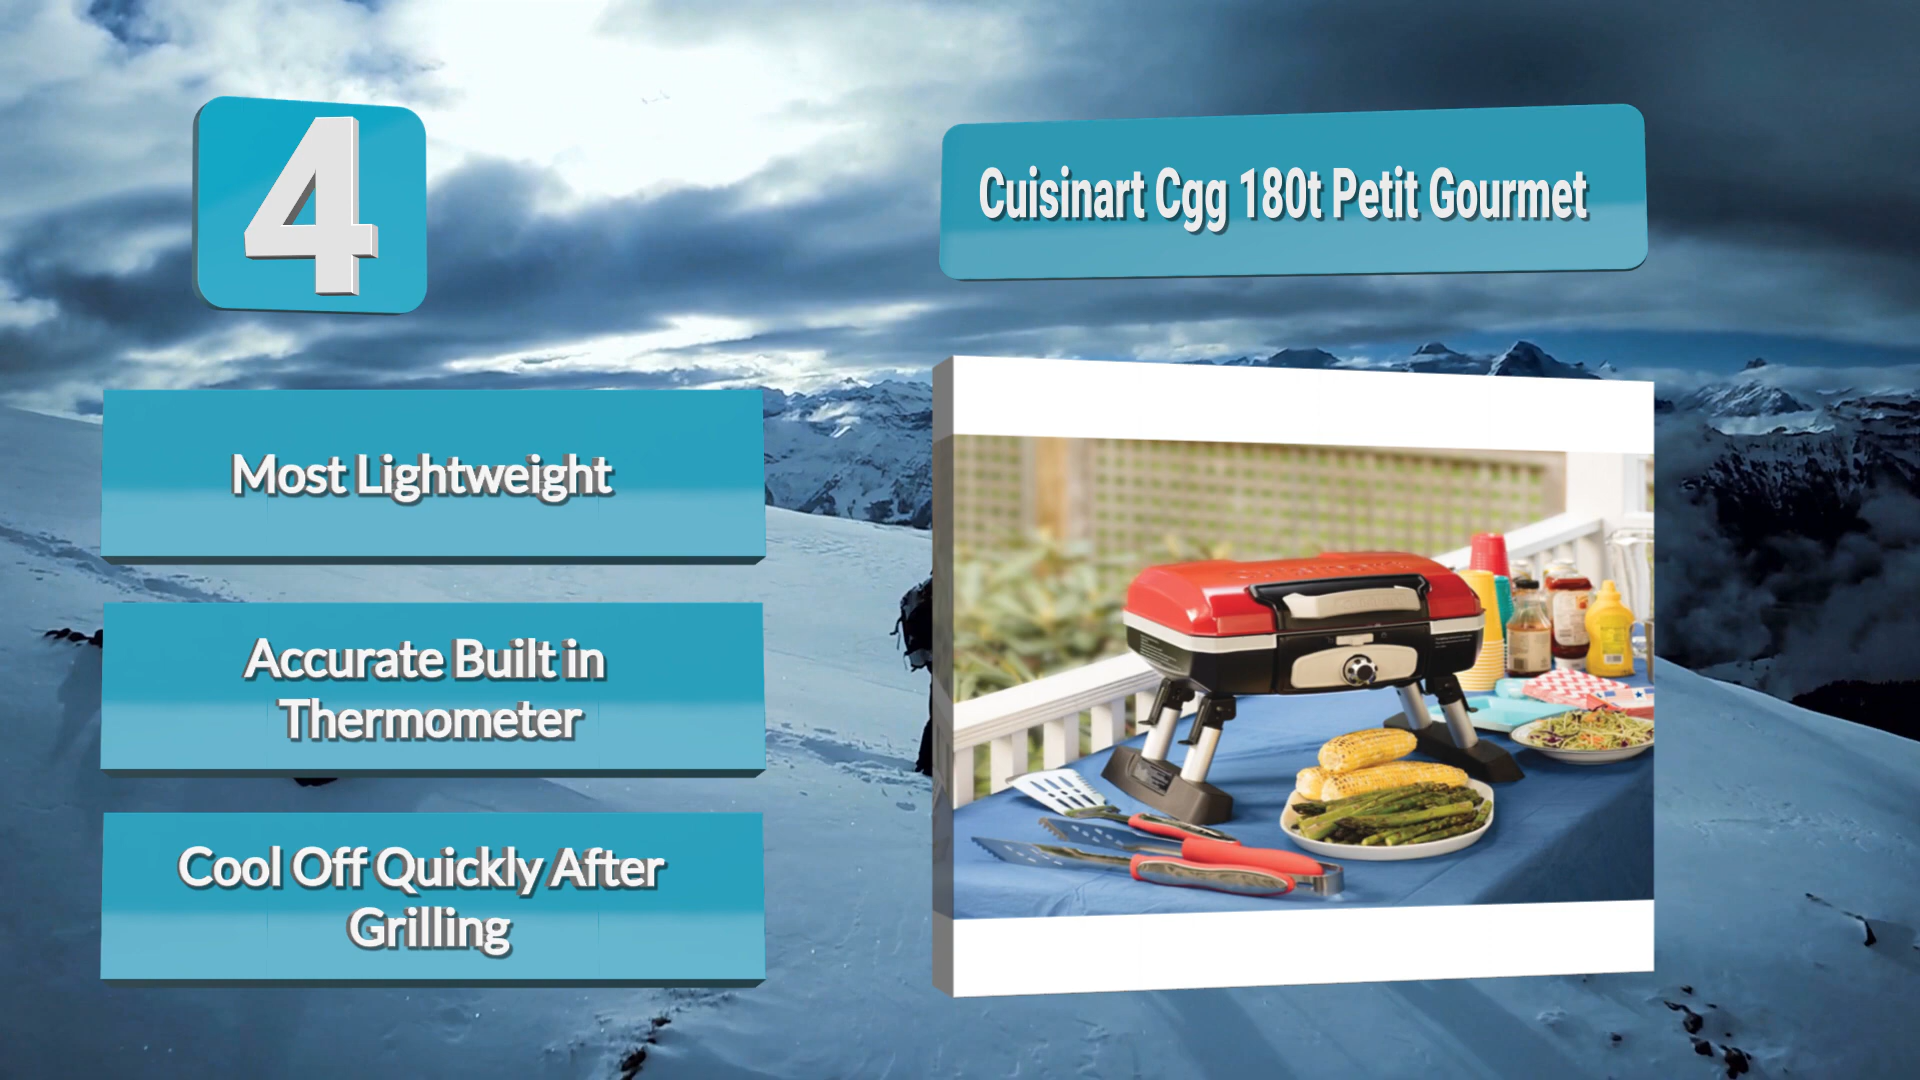 4
Cuisinart Cgg 180t Petit Gourmet
Most Lightweight
Accurate Built in
Thermometer
Cool Off Quickly After
Grilling